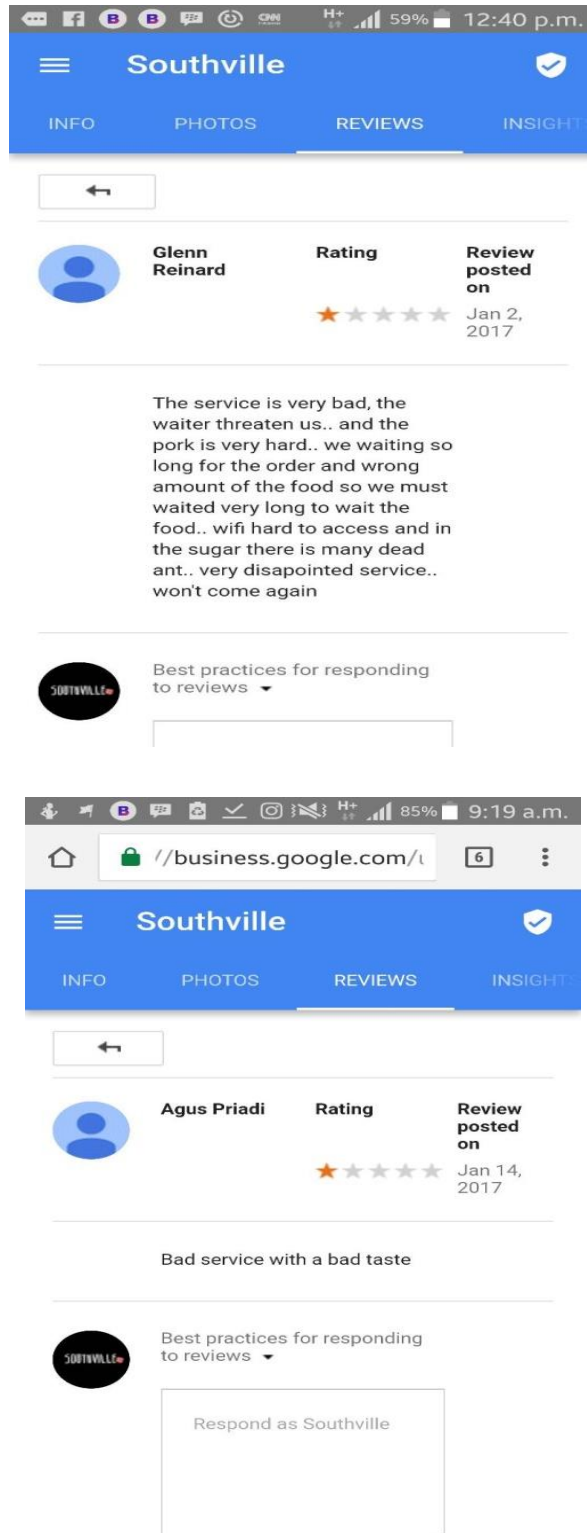 H+ 59% 12:40 p.m.
Southville
INFO PHOTOS REVIEWS INSIGHT
Glenn Reinard
Rating
Review posted on
Jan 2, 2017
The service is very bad, the
waiter threaten us.. and the
pork is very hard.. we waiting so
long for the order and wrong
amount of the food so we must
waited very long to wait the
food.. wifi hard to access and in
the sugar there is many dead
ant.. very disapointed service..
won't come again
SOUTHVILLE
Best practices for responding
to reviews
H+ 85% 9:19 a.m.
//business.google.com/ 6
Southville
INFO PHOTOS REVIEWS INSIGHT
Agus Priadi
Rating
Review posted on
Jan 14, 2017
Bad service with a bad taste
SOUTHVILLE
Best practices for responding
to reviews
Respond as Southville